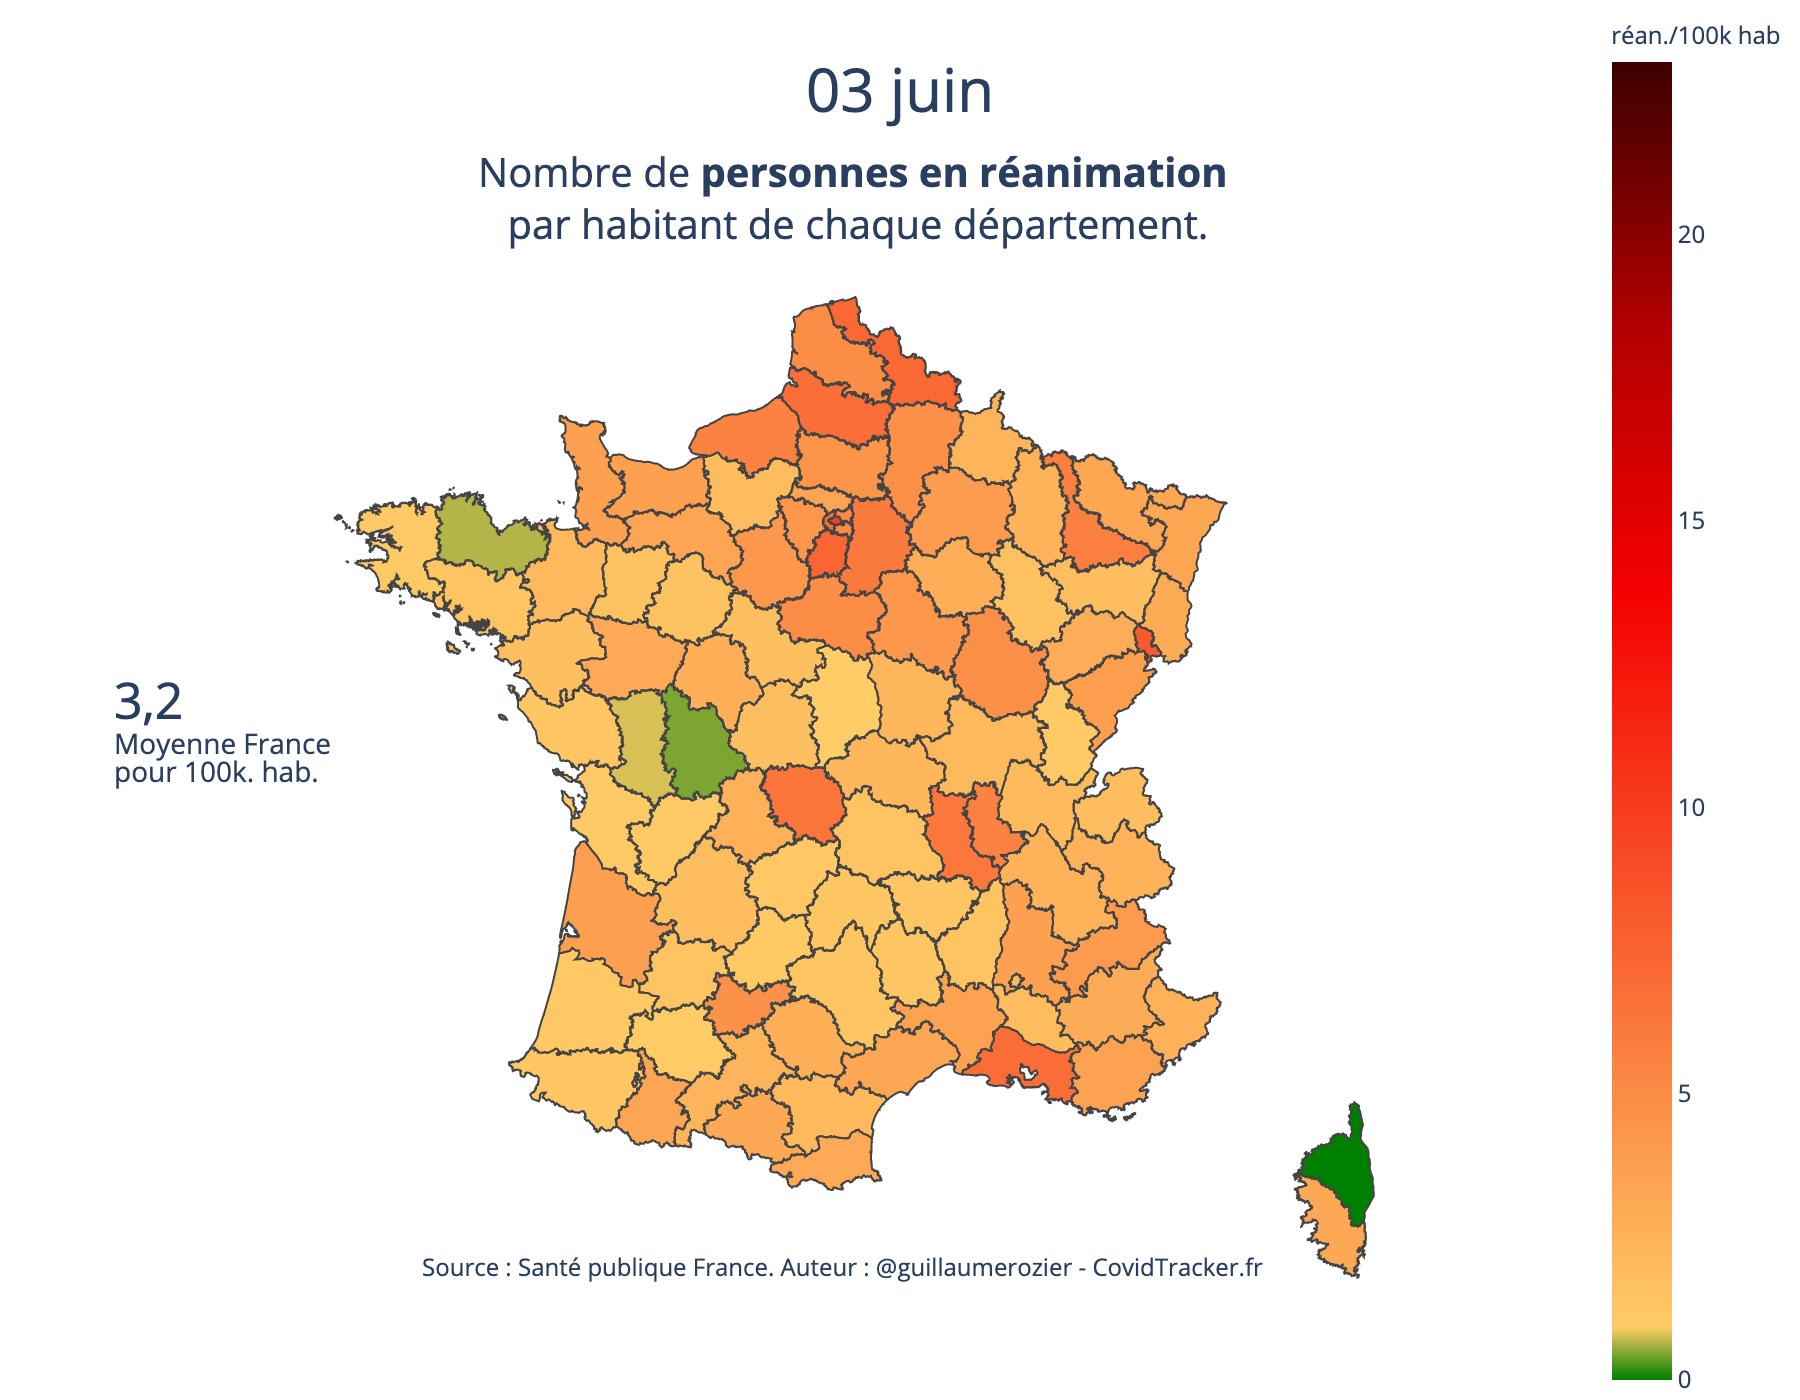 réan./100k hab
03 juin
Nombre de personnes en réanimation
par habitant de chaque département.
20
15
3,2
Moyenne France
pour 100k. hab.
10
5
Source : Santé publique France. Auteur : @guillaumerozier - CovidTracker.fr
0